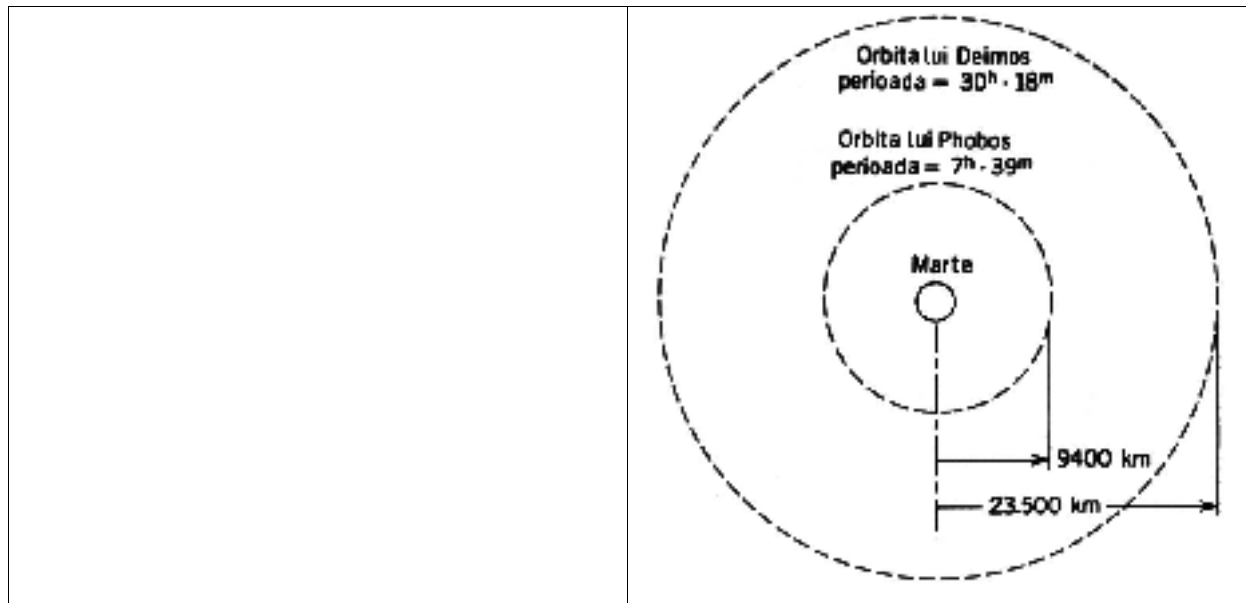 Orbita lui Deimos
perioada = 30ʰ · 18ᵐ
Orbita lui Phobos
perioada = 7ʰ · 39ᵐ
Marte
9400 km
23.500 km